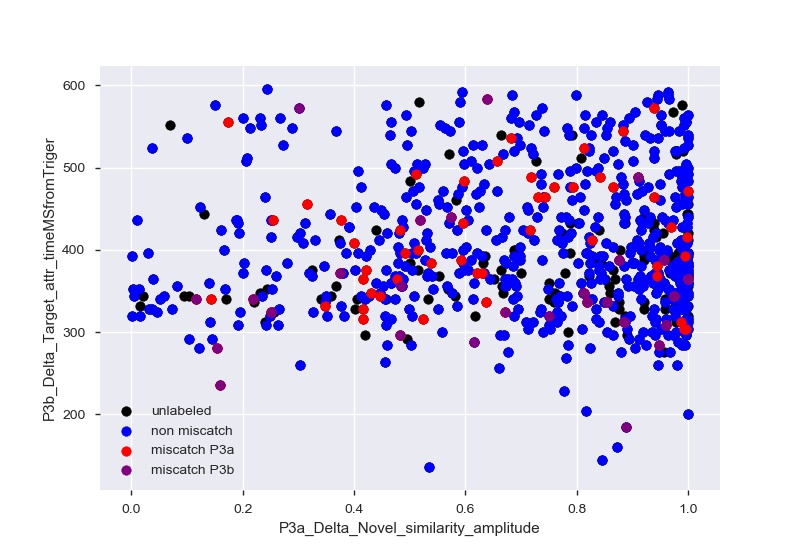 600
500
400
300
200
P3b_Delta_Target_attr_timeMSfromTriger
unlabeled
non miscatch
miscatch P3a
miscatch P3b
0.0 0.2 0.4 0.6 0.8 1.0
P3a_Delta_Novel_similarity_amplitude